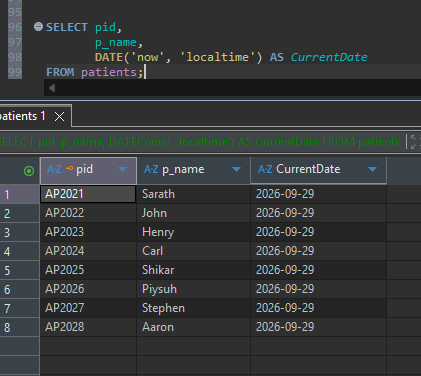 95
96 SELECT pid,
97 p_name,
98 DATE('now', 'localtime') AS CurrentDate
99 FROM patients;
patients 1
SELECT pid, p_name, DATE('now', 'localtime') AS CurrentDate FROM patients
A-Z pid A-Z p_name A-Z CurrentDate
1 AP2021 Sarath 2026-09-29
2 AP2022 John 2026-09-29
3 AP2023 Henry 2026-09-29
4 AP2024 Carl 2026-09-29
5 AP2025 Shikar 2026-09-29
6 AP2026 Piysuh 2026-09-29
7 AP2027 Stephen 2026-09-29
8 AP2028 Aaron 2026-09-29